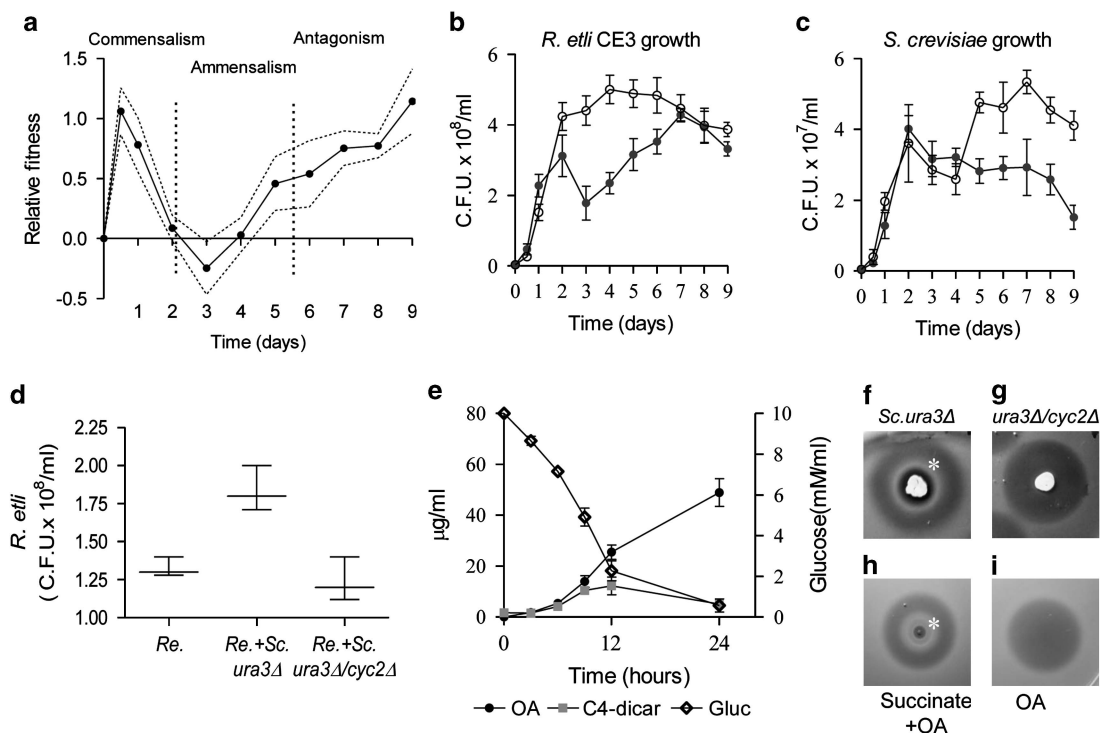 a
Commensalism
Antagonism
Ammensalism
Relative fitness
1.5
1.0
0.5
0.0
-0.5
1 2 3 4 5 6 7 8 9
Time (days)
b
R. etli CE3 growth
C.F.U. x 10⁸/ml
6
4
2
0
0 1 2 3 4 5 6 7 8 9
Time (days)
c
S. crevisiae growth
C.F.U. x 10⁷/ml
6
4
2
0
0 1 2 3 4 5 6 7 8 9
Time (days)
d
R. etli
( C.F.U.x 10⁸/ml)
2.25
2.00
1.75
1.50
1.25
1.00
Re. Re.+Sc. Re.+Sc.
ura3Δ ura3Δ/cyc2Δ
e
µg/ml
80
60
40
20
0
10
8
6
4
2
0
Glucose(mM/ml)
0 6 12 18 24
Time (hours)
OA C4-dicar Gluc
f
Sc.ura3Δ
*
g
ura3Δ/cyc2Δ
h
*
Succinate
+OA
i
OA